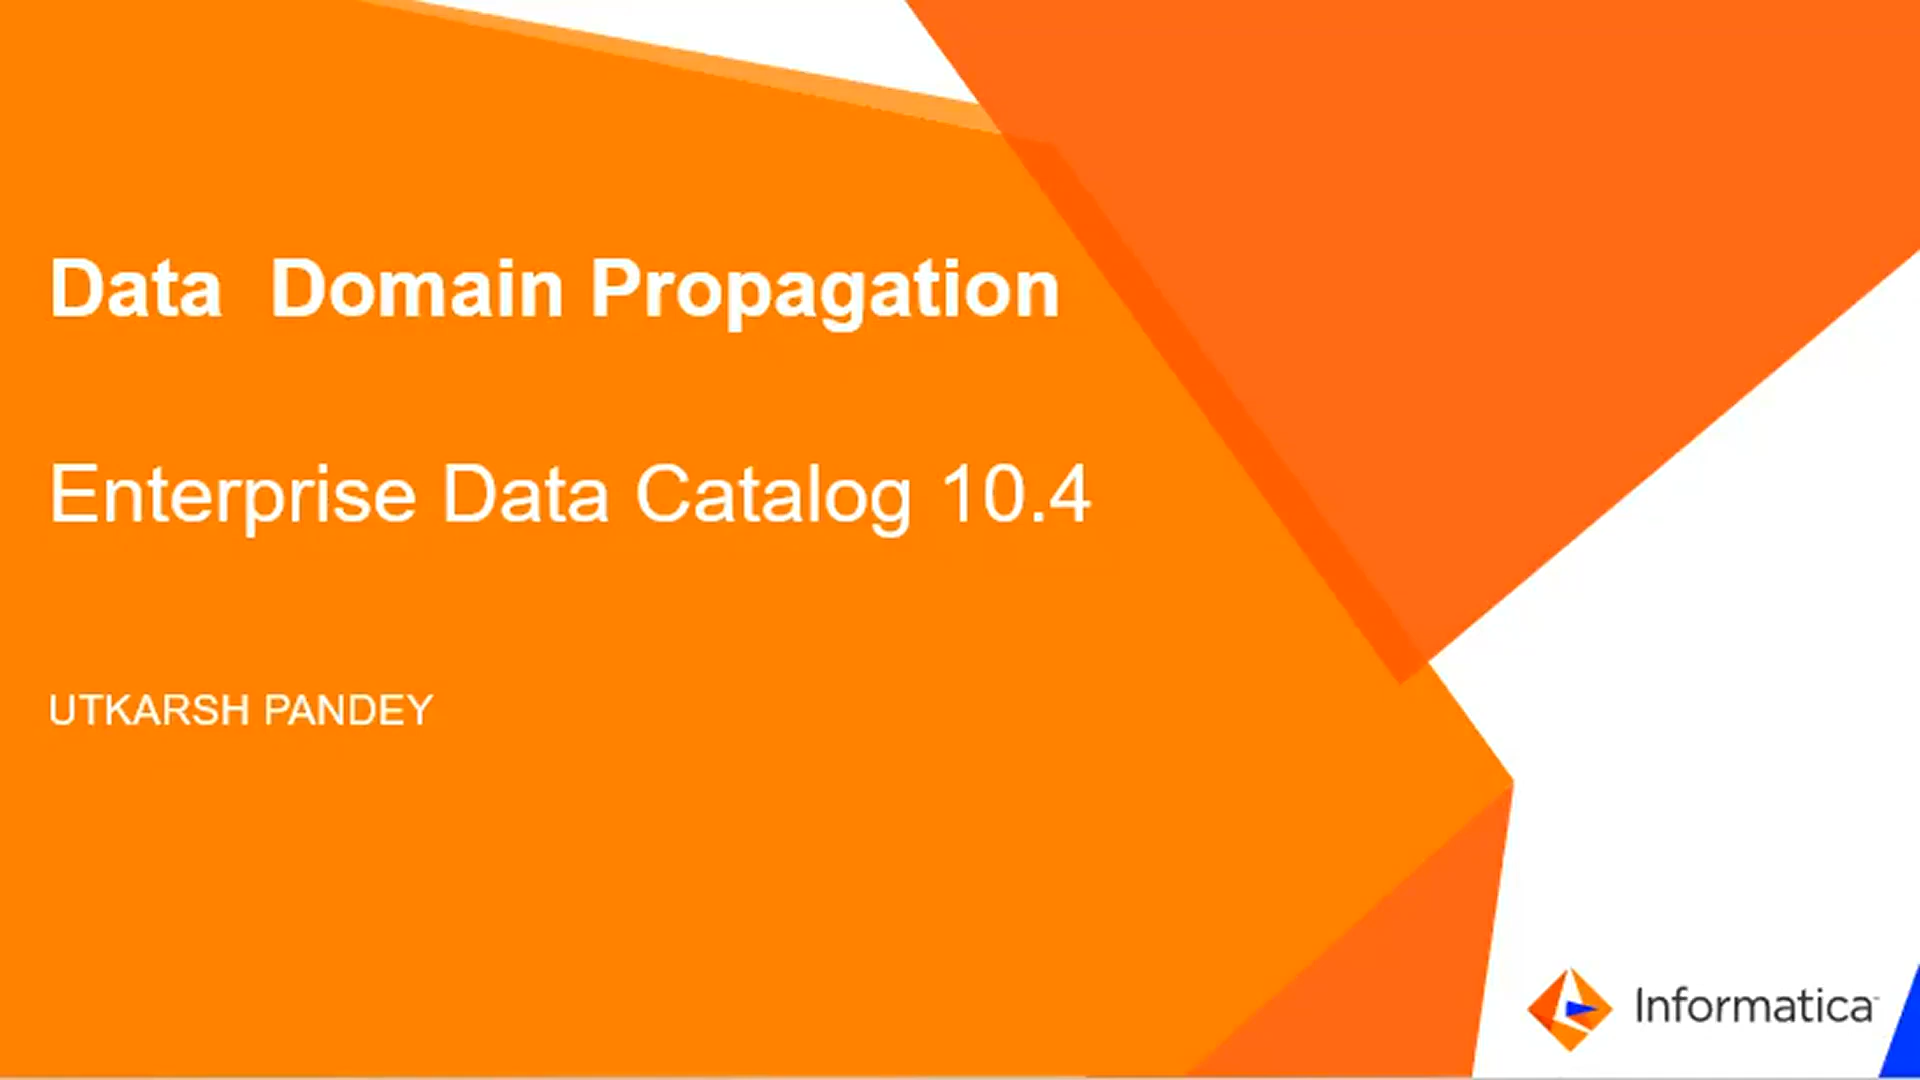 Data  Domain Propagation
Enterprise Data Catalog 10.4
UTKARSH PANDEY
Informatica